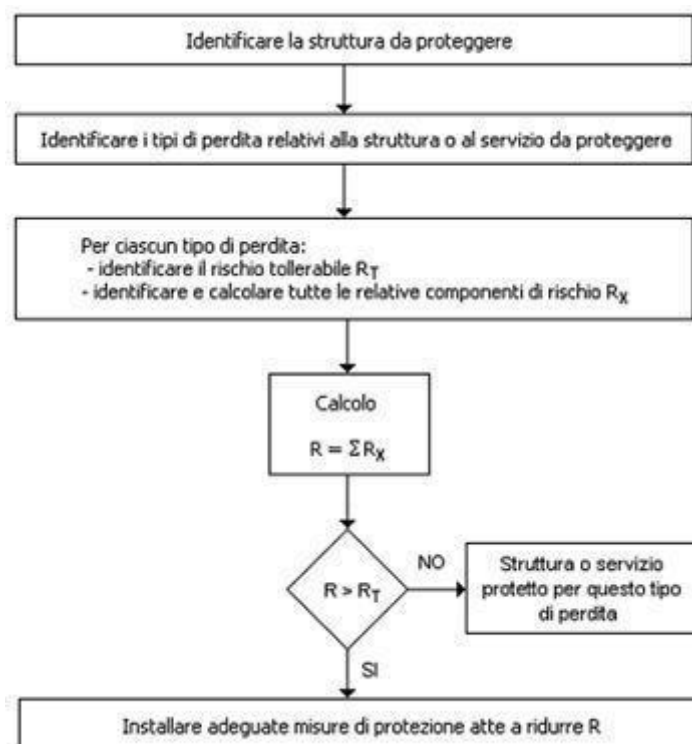 Identificare la struttura da proteggere
Identificare i tipi di perdita relativi alla struttura o al servizio da proteggere
Per ciascun tipo di perdita:
- identificare il rischio tollerabile RT
- identificare e calcolare tutte le relative componenti di rischio RX
Calcolo
R = ΣRX
R > RT
NO
Struttura o servizio
protetto per questo tipo
di perdita
SI
Installare adeguate misure di protezione atte a ridurre R